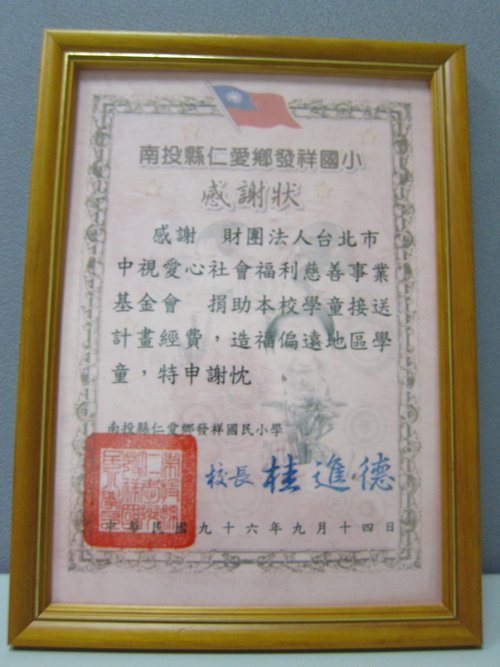 南投縣仁愛鄉發祥國小
感謝狀
感謝　財團法人台北市
中視愛心社會福利慈善事業
基金會　捐助本校學童接送
計畫經費，造福偏遠地區學
童，特申謝忱
南投縣仁愛鄉發祥國民小學
校長 桂進德
中華民國九十六年九月十四日